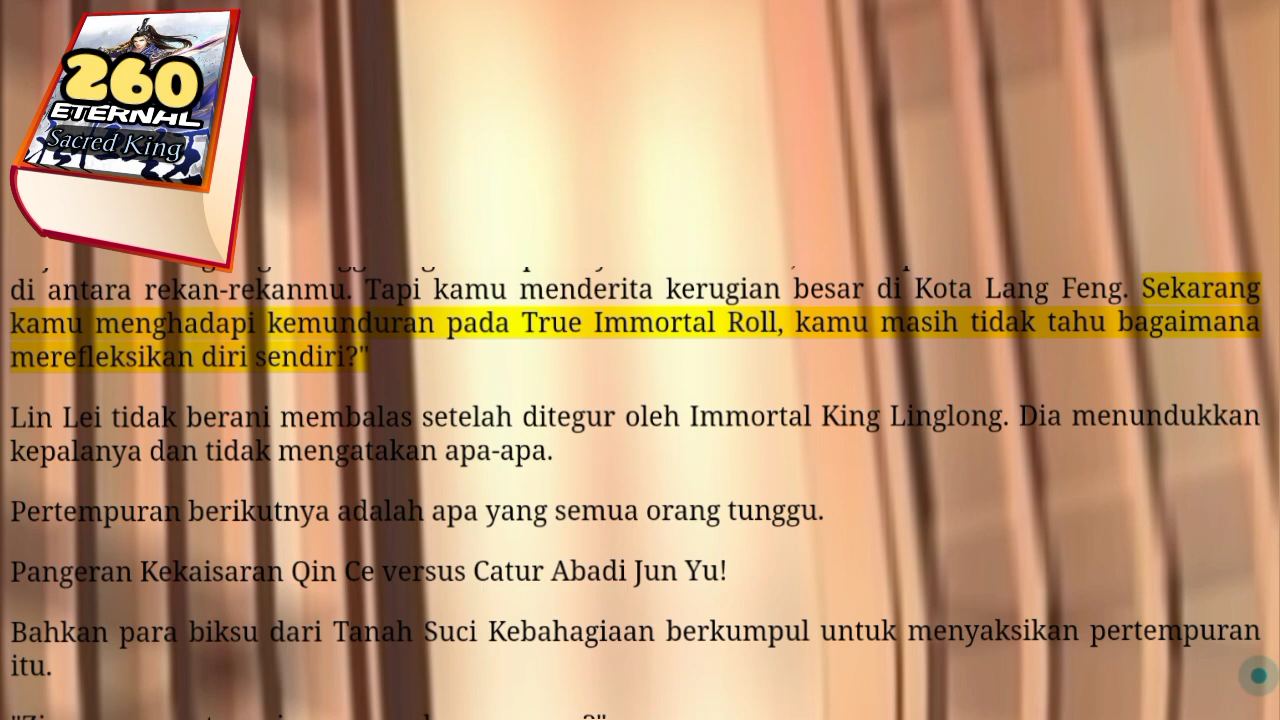 260
ETERNAL
Sacred King
di antara rekan-rekanmu. Tapi kamu menderita kerugian besar di Kota Lang Feng. Sekarang
kamu menghadapi kemunduran pada True Immortal Roll, kamu masih tidak tahu bagaimana
merefleksikan diri sendiri?"
Lin Lei tidak berani membalas setelah ditegur oleh Immortal King Linglong. Dia menundukkan
kepalanya dan tidak mengatakan apa-apa.
Pertempuran berikutnya adalah apa yang semua orang tunggu.
Pangeran Kekaisaran Qin Ce versus Catur Abadi Jun Yu!
Bahkan para biksu dari Tanah Suci Kebahagiaan berkumpul untuk menyaksikan pertempuran
itu.